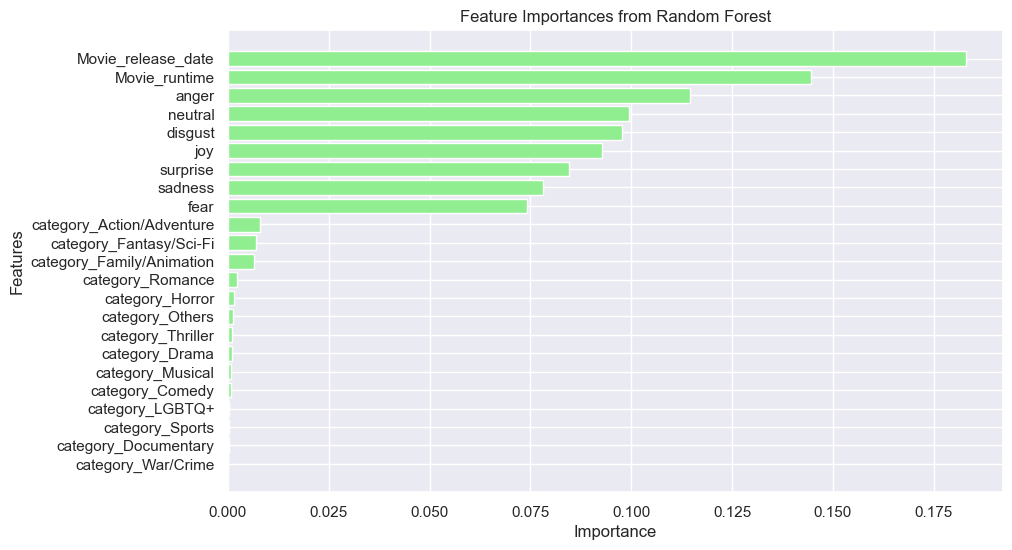 Feature Importances from Random Forest
Features
Movie_release_date
Movie_runtime
anger
neutral
disgust
joy
surprise
sadness
fear
category_Action/Adventure
category_Fantasy/Sci-Fi
category_Family/Animation
category_Romance
category_Horror
category_Others
category_Thriller
category_Drama
category_Musical
category_Comedy
category_LGBTQ+
category_Sports
category_Documentary
category_War/Crime
0.000 0.025 0.050 0.075 0.100 0.125 0.150 0.175
Importance